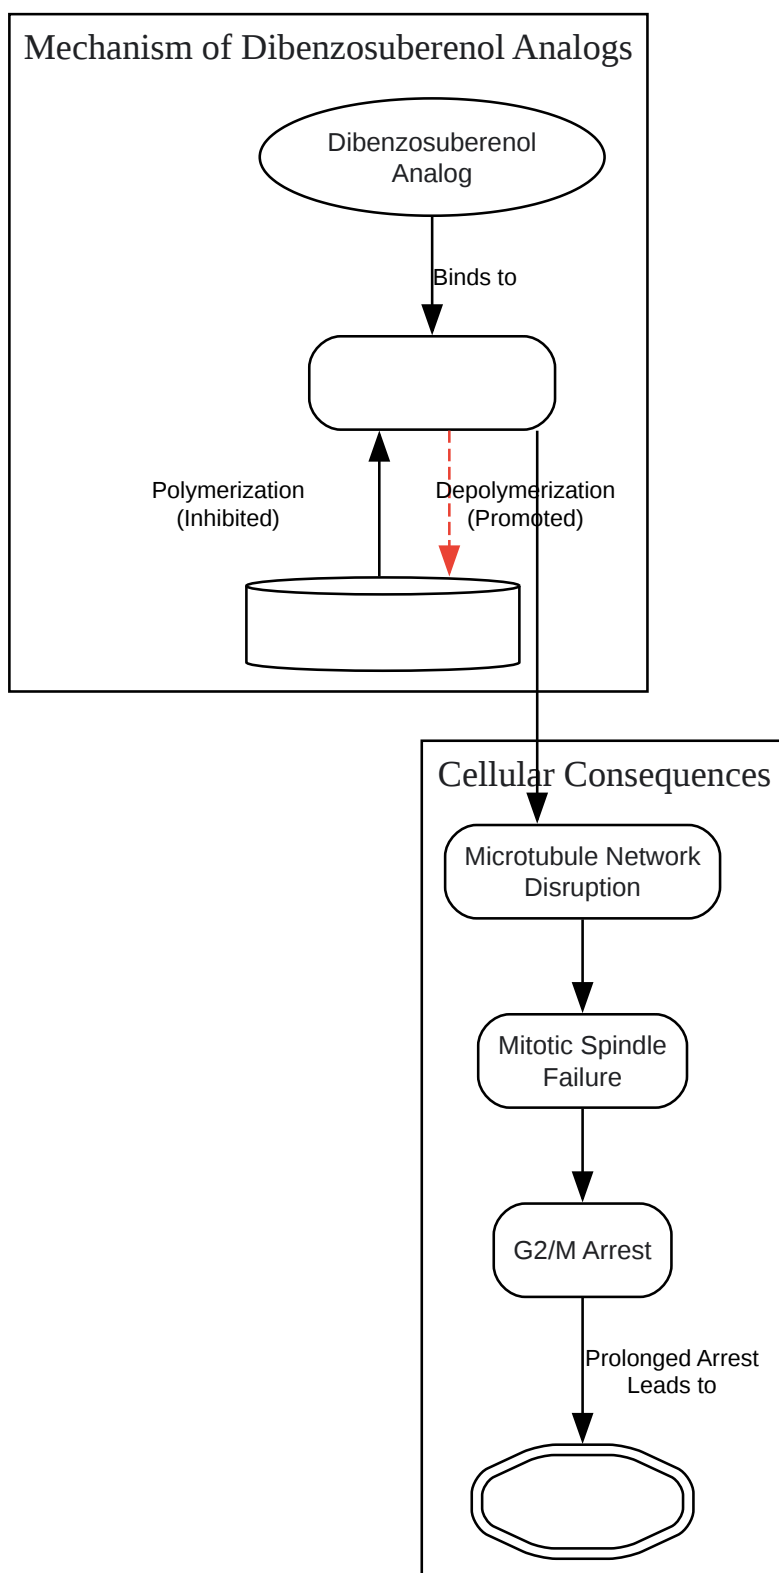 Mechanism of Dibenzosuberenol Analogs
Dibenzosuberenol
Analog
Binds to
Polymerization
(Inhibited)
Depolymerization
(Promoted)
Cellular Consequences
Microtubule Network
Disruption
Mitotic Spindle
Failure
G2/M Arrest
Prolonged Arrest
Leads to